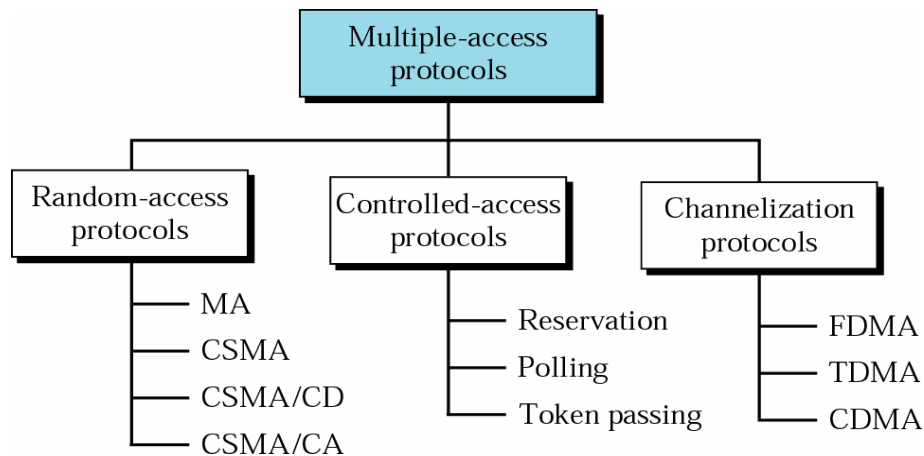 Multiple-access
protocols
Random-access
protocols
MA
CSMA
CSMA/CD
CSMA/CA
Controlled-access
protocols
Reservation
Polling
Token passing
Channelization
protocols
FDMA
TDMA
CDMA